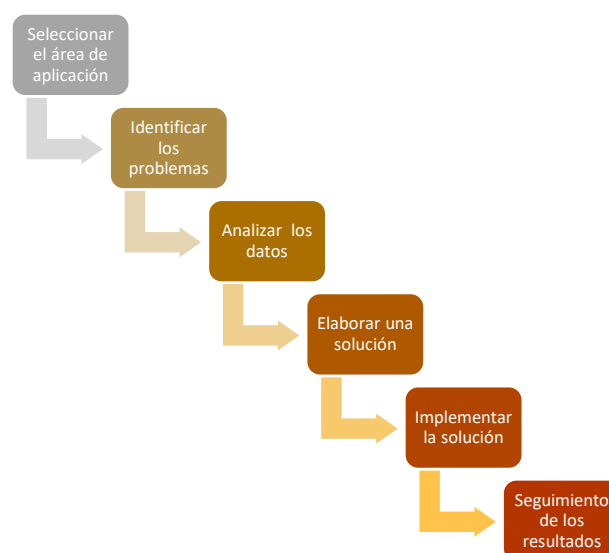 Seleccionar
el área de
aplicación
Identificar
los
problemas
Analizar los
datos
Elaborar una
solución
Implementar
la solución
Seguimiento
de los
resultados